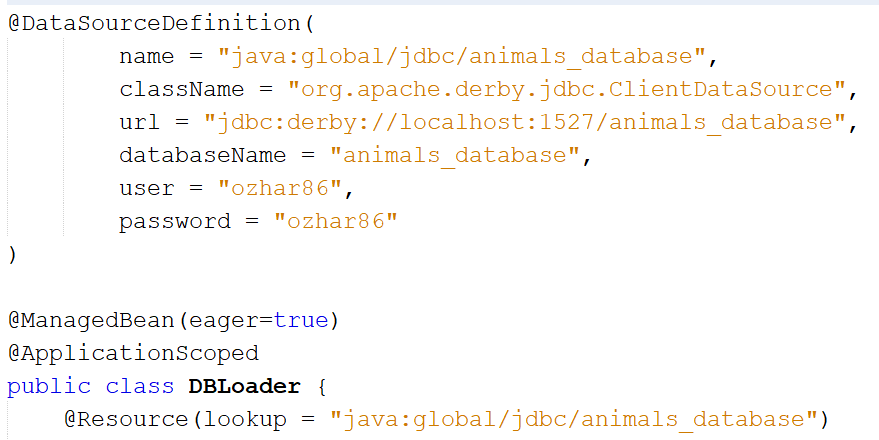 @DataSourceDefinition(
name = "java:global/jdbc/animals_database",
className = "org.apache.derby.jdbc.ClientDataSource",
url = "jdbc:derby://localhost:1527/animals_database",
databaseName = "animals_database",
user = "ozhar86",
password = "ozhar86"
)
@ManagedBean(eager=true)
@ApplicationScoped
public class DBLoader {
@Resource(lookup = "java:global/jdbc/animals_database")